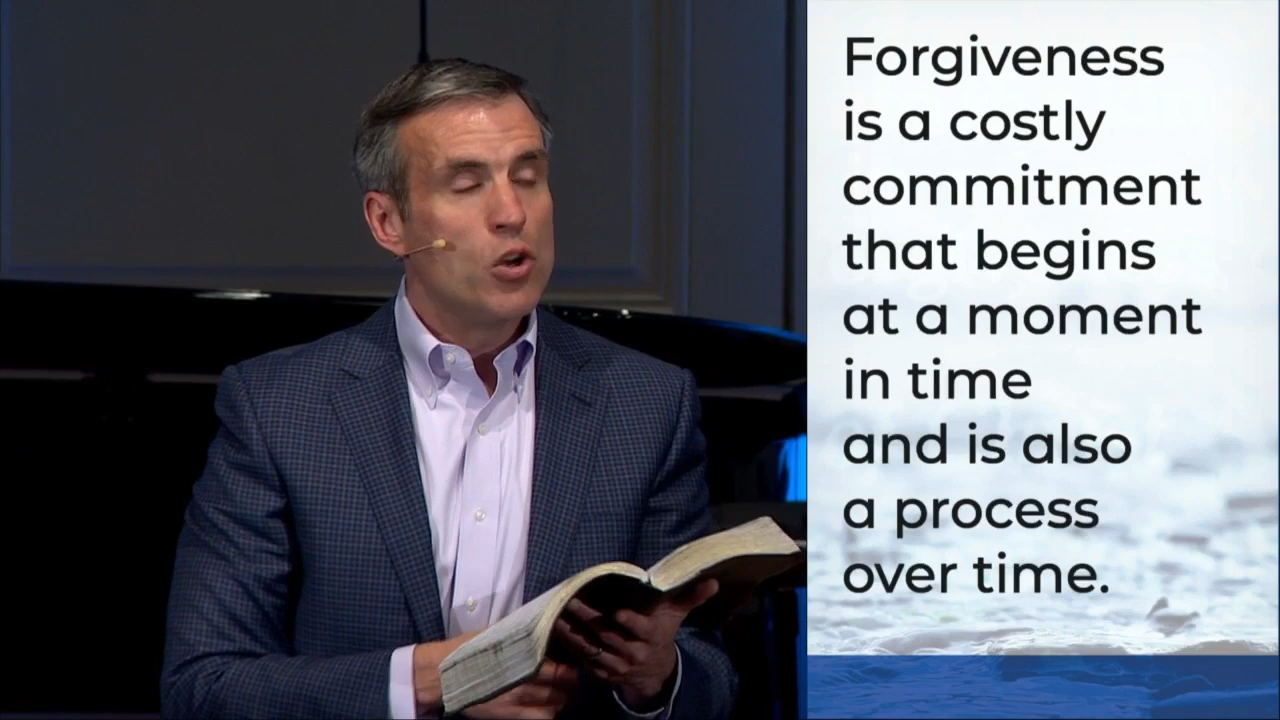 Forgiveness
is a costly
commitment
that begins
at a moment
in time
and is also
a process
over time.